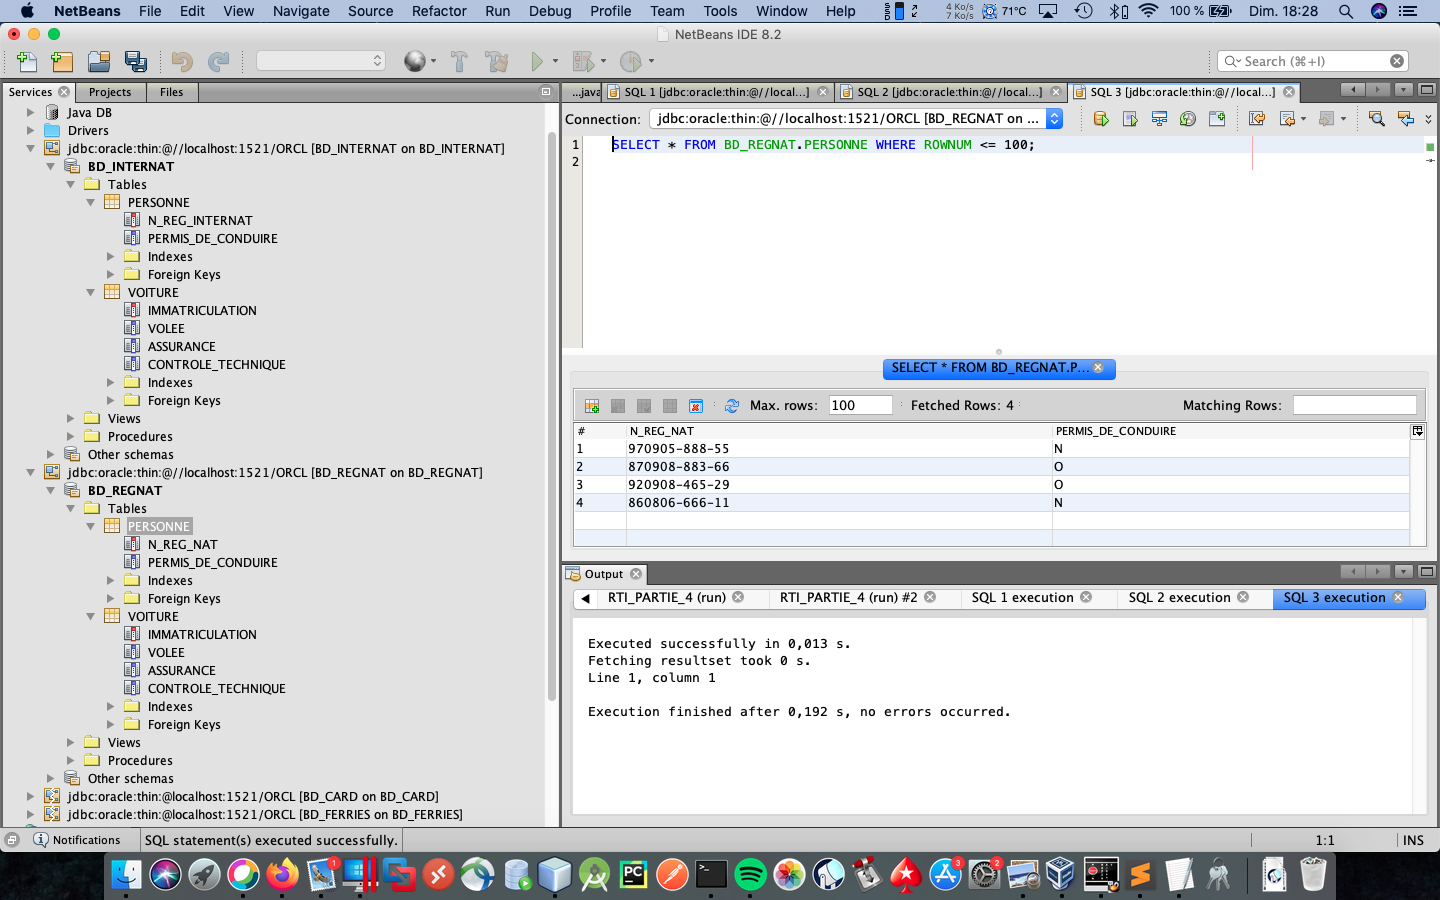 NetBeans File Edit View Navigate Source Refactor Run Debug Profile Team Tools Window Help 4 Ko/s 7 Ko/s 71°C 100 % Dim. 18:28
NetBeans IDE 8.2
Search (⌘+I)
Services Projects Files
...java SQL 1 [jdbc:oracle:thin:@//local...] SQL 2 [jdbc:oracle:thin:@//local...] SQL 3 [jdbc:oracle:thin:@//local...]
Connection: jdbc:oracle:thin:@//localhost:1521/ORCL [BD_REGNAT on ...
1 SELECT * FROM BD_REGNAT.PERSONNE WHERE ROWNUM <= 100;
2
Java DB
Drivers
jdbc:oracle:thin:@//localhost:1521/ORCL [BD_INTERNAT on BD_INTERNAT]
BD_INTERNAT
Tables
PERSONNE
N_REG_INTERNAT
PERMIS_DE_CONDUIRE
Indexes
Foreign Keys
VOITURE
IMMATRICULATION
VOLEE
ASSURANCE
CONTROLE_TECHNIQUE
Indexes
Foreign Keys
Views
Procedures
Other schemas
jdbc:oracle:thin:@//localhost:1521/ORCL [BD_REGNAT on BD_REGNAT]
BD_REGNAT
Tables
PERSONNE
N_REG_NAT
PERMIS_DE_CONDUIRE
Indexes
Foreign Keys
VOITURE
IMMATRICULATION
VOLEE
ASSURANCE
CONTROLE_TECHNIQUE
Indexes
Foreign Keys
Views
Procedures
Other schemas
jdbc:oracle:thin:@localhost:1521/ORCL [BD_CARD on BD_CARD]
jdbc:oracle:thin:@localhost:1521/ORCL [BD_FERRIES on BD_FERRIES]
SELECT * FROM BD_REGNAT.P...
Max. rows: 100 Fetched Rows: 4 Matching Rows:
# N_REG_NAT PERMIS_DE_CONDUIRE
1 970905-888-55 N
2 870908-883-66 O
3 920908-465-29 O
4 860806-666-11 N
Output
RTI_PARTIE_4 (run) RTI_PARTIE_4 (run) #2 SQL 1 execution SQL 2 execution SQL 3 execution
Executed successfully in 0,013 s.
Fetching resultset took 0 s.
Line 1, column 1
Execution finished after 0,192 s, no errors occurred.
Notifications SQL statement(s) executed successfully. 1:1 INS
1 PC 3 2